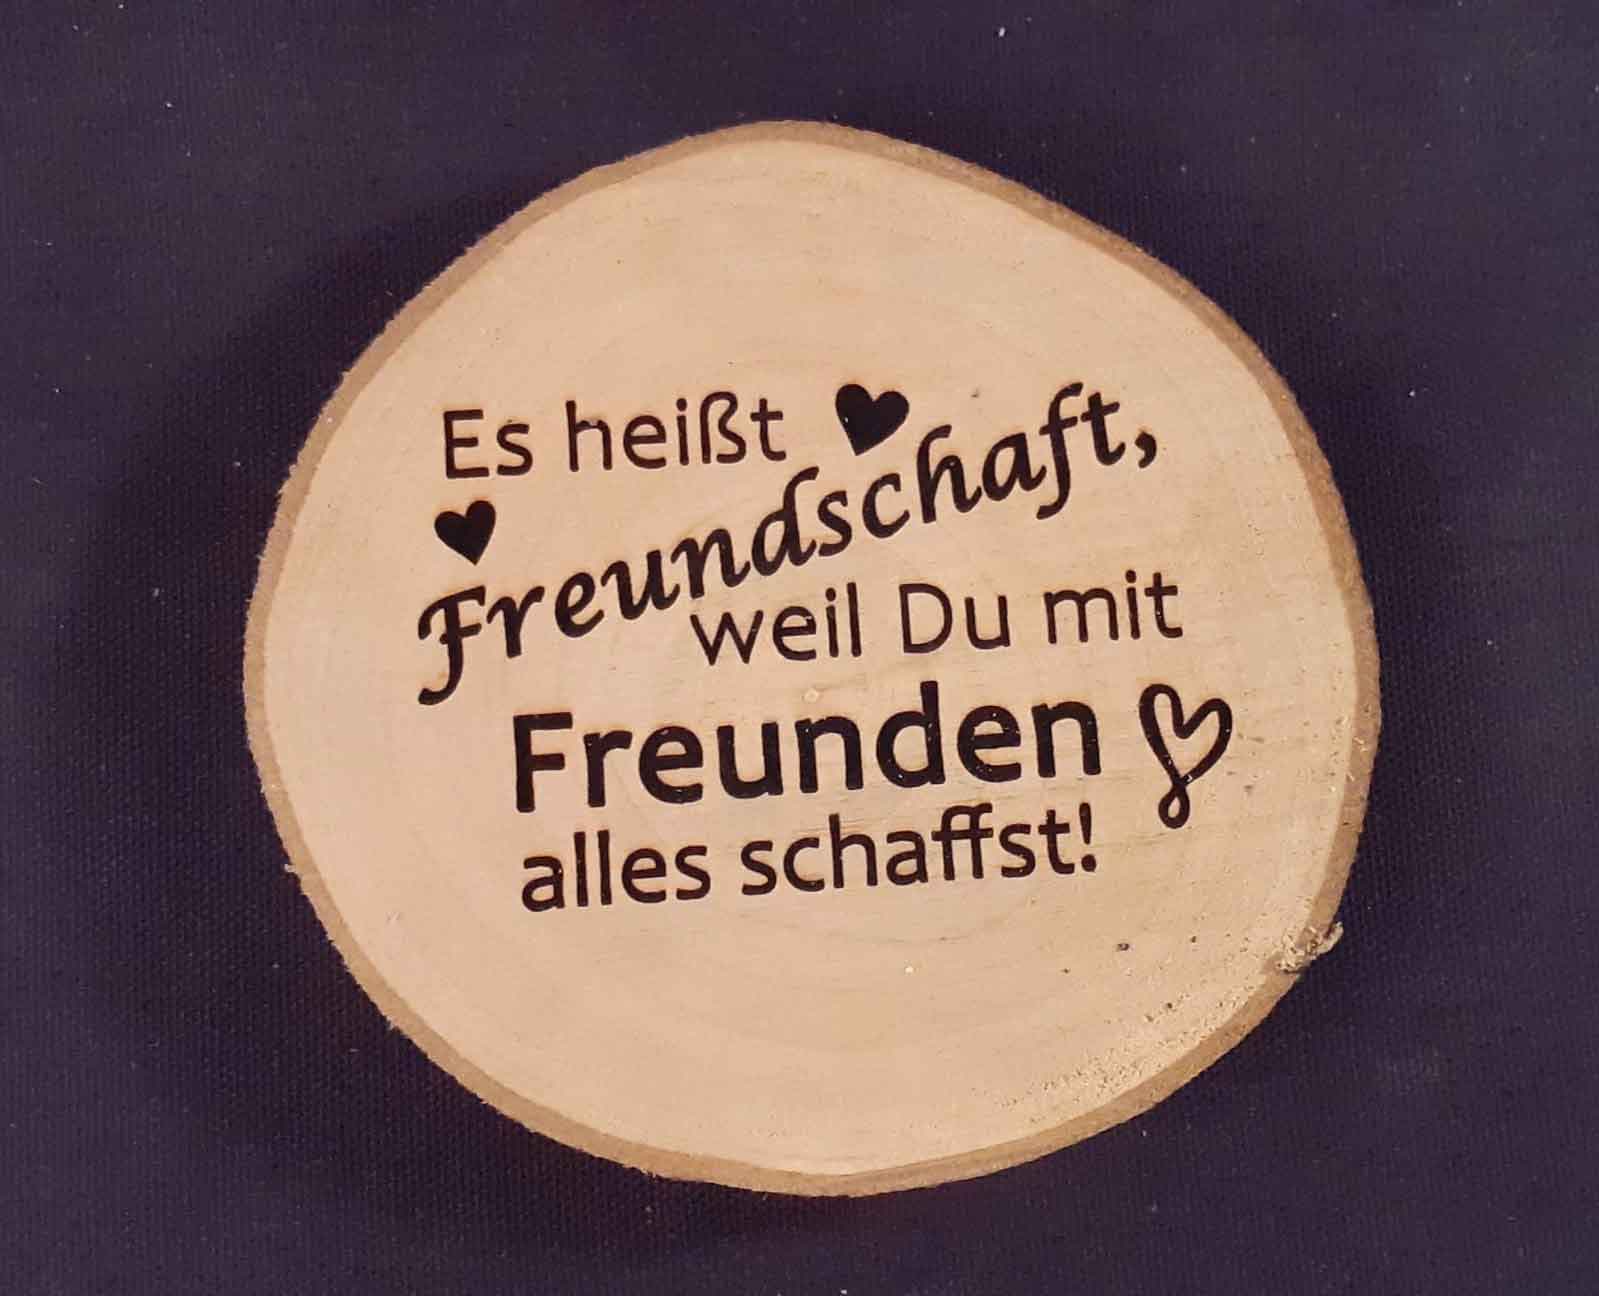 Es heißt
Freundschaft,
weil Du mit
Freunden
alles schaffst!